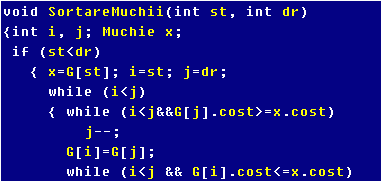 void SortareMuchii(int st, int dr)
{int i, j; Muchie x;
if (st<dr)
{ x=G[st]; i=st; j=dr;
while (i<j)
{ while (i<j&&G[j].cost>=x.cost)
j--;
G[i]=G[j];
while (i<j && G[i].cost<=x.cost)